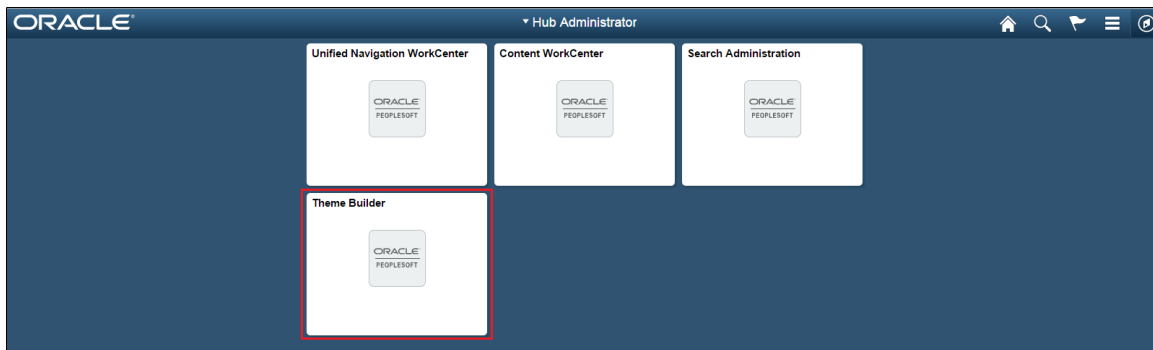 ORACLE®
Hub Administrator
Unified Navigation WorkCenter
ORACLE
PEOPLESOFT
Content WorkCenter
ORACLE
PEOPLESOFT
Search Administration
ORACLE
PEOPLESOFT
Theme Builder
ORACLE
PEOPLESOFT